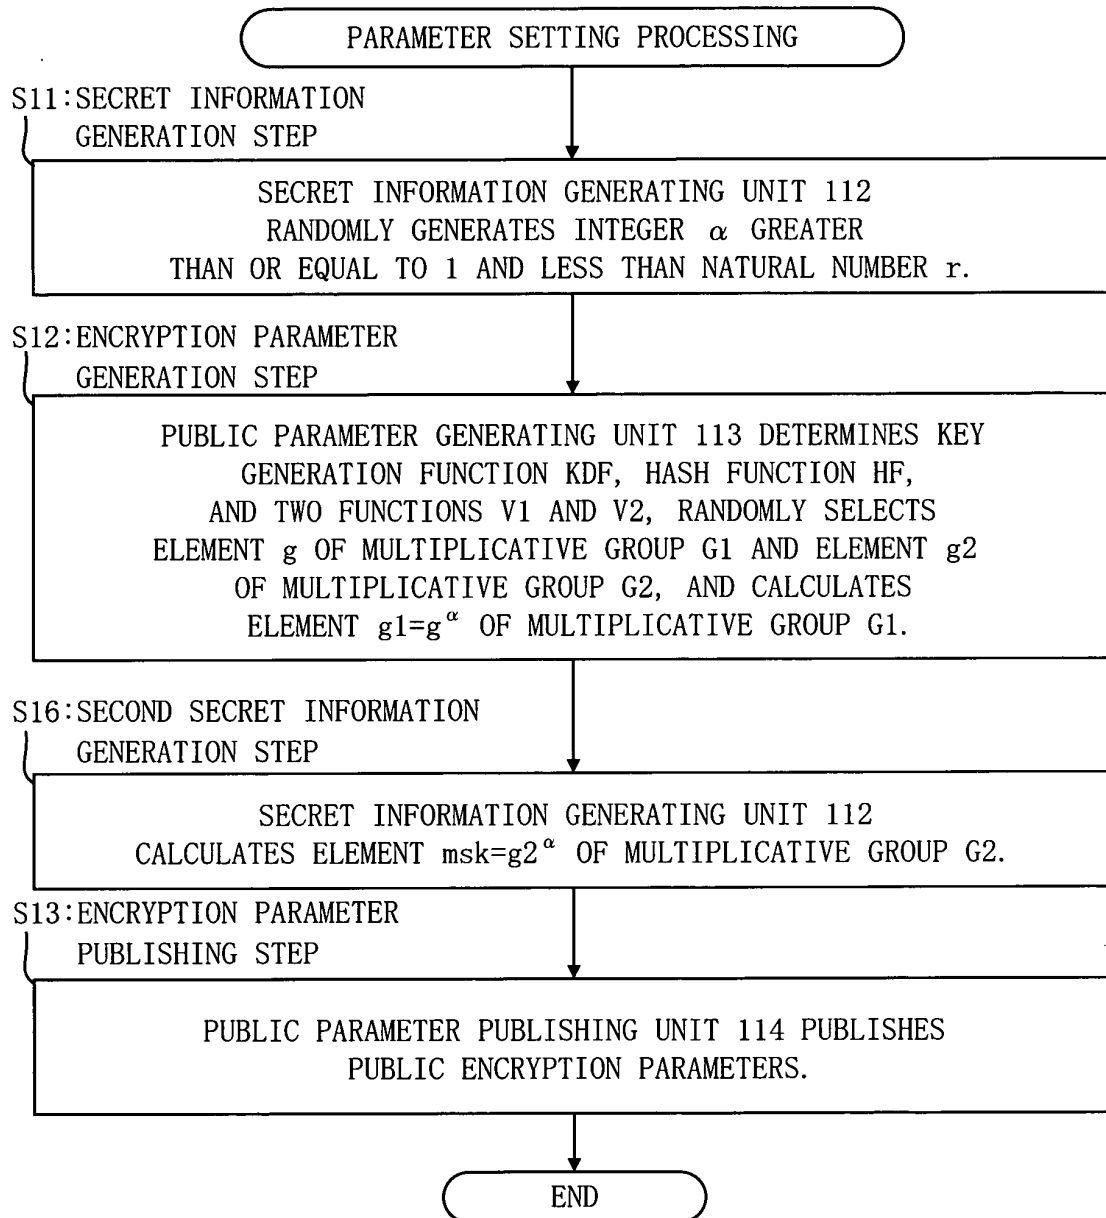 PARAMETER SETTING PROCESSING
S11:SECRET INFORMATION
GENERATION STEP
SECRET INFORMATION GENERATING UNIT 112
RANDOMLY GENERATES INTEGER α GREATER
THAN OR EQUAL TO 1 AND LESS THAN NATURAL NUMBER r.
S12:ENCRYPTION PARAMETER
GENERATION STEP
PUBLIC PARAMETER GENERATING UNIT 113 DETERMINES KEY
GENERATION FUNCTION KDF, HASH FUNCTION HF,
AND TWO FUNCTIONS V1 AND V2, RANDOMLY SELECTS
ELEMENT g OF MULTIPLICATIVE GROUP G1 AND ELEMENT g2
OF MULTIPLICATIVE GROUP G2, AND CALCULATES
ELEMENT g1=g^α OF MULTIPLICATIVE GROUP G1.
S16:SECOND SECRET INFORMATION
GENERATION STEP
SECRET INFORMATION GENERATING UNIT 112
CALCULATES ELEMENT msk=g2^α OF MULTIPLICATIVE GROUP G2.
S13:ENCRYPTION PARAMETER
PUBLISHING STEP
PUBLIC PARAMETER PUBLISHING UNIT 114 PUBLISHES
PUBLIC ENCRYPTION PARAMETERS.
END